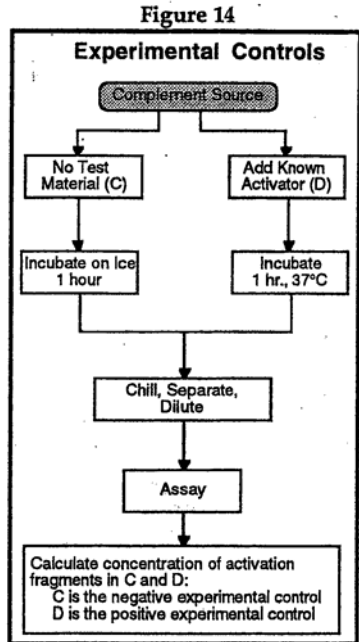 Figure 14
Experimental Controls
Complement Source
No Test
Material (C)
Add Known
Activator (D)
Incubate on Ice
1 hour
Incubate
1 hr., 37°C
Chill, Separate,
Dilute
Assay
Calculate concentration of activation
fragments in C and D:
C is the negative experimental control
D is the positive experimental control